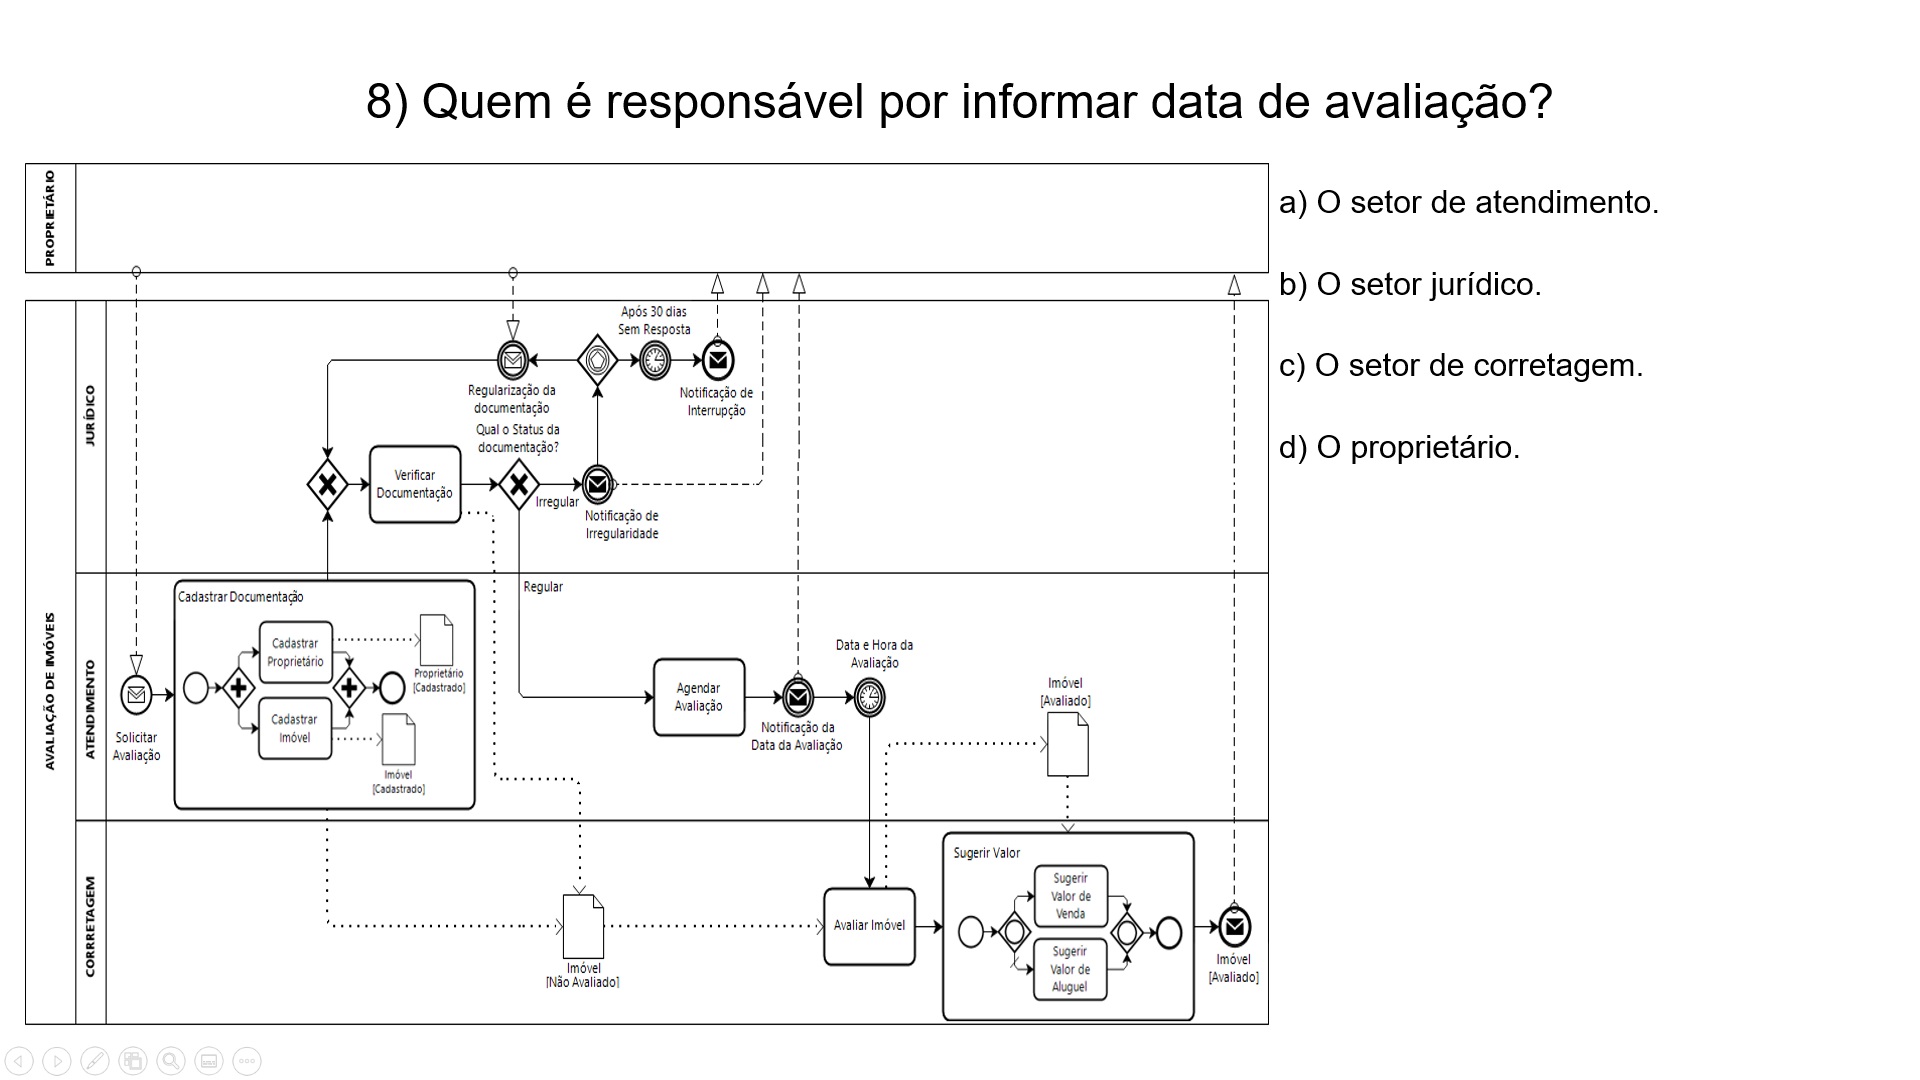 8) Quem é responsável por informar data de avaliação?
PROPRIETÁRIO
a) O setor de atendimento.
b) O setor jurídico.
c) O setor de corretagem.
d) O proprietário.
AVALIAÇÃO DE IMÓVEIS
JURÍDICO
Após 30 dias
Sem Resposta
Regularização da
documentação
Notificação de
Interrupção
Qual o Status da
documentação?
Verificar
Documentação
Irregular
Notificação de
Irregularidade
ATENDIMENTO
Regular
Cadastrar Documentação
Cadastrar
Proprietário
Proprietário
[Cadastrado]
Cadastrar
Imóvel
Imóvel
[Cadastrado]
Solicitar
Avaliação
Agendar
Avaliação
Notificação da
Data da Avaliação
Data e Hora da
Avaliação
Imóvel
[Avaliado]
CORRETAGEM
Imóvel
[Não Avaliado]
Avaliar Imóvel
Sugerir Valor
Sugerir
Valor de
Venda
Sugerir
Valor de
Aluguel
Imóvel
[Avaliado]